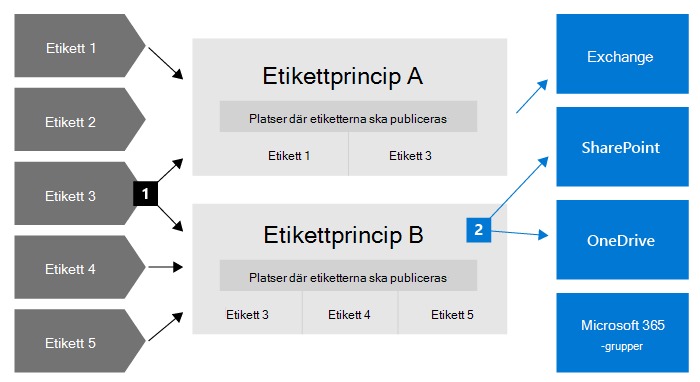 Etikett 1
Etikett 2
Etikett 3
Etikett 4
Etikett 5
1
Etikettprincip A
Platser där etiketterna ska publiceras
Etikett 1 Etikett 3
Etikettprincip B
Platser där etiketterna ska publiceras
Etikett 3 Etikett 4 Etikett 5
2
Exchange
SharePoint
OneDrive
Microsoft 365
-grupper